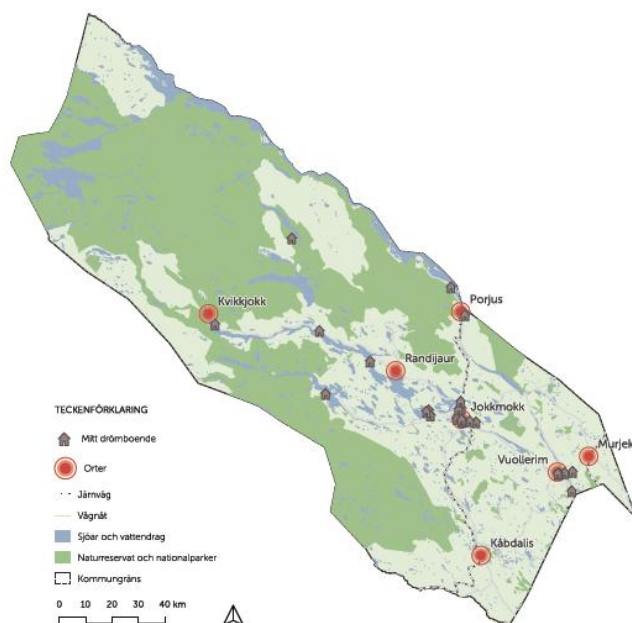 Kvikkjokk
Porjus
Randijaur
Jokkmokk
Vuollerim
Murjek
Kåbdalis
TECKENFÖRKLARING
Mitt drömboende
Orter
Järnväg
Vägnät
Sjöar och vattendrag
Naturreservat och nationalparker
Kommungräns
0 10 20 30 40 km